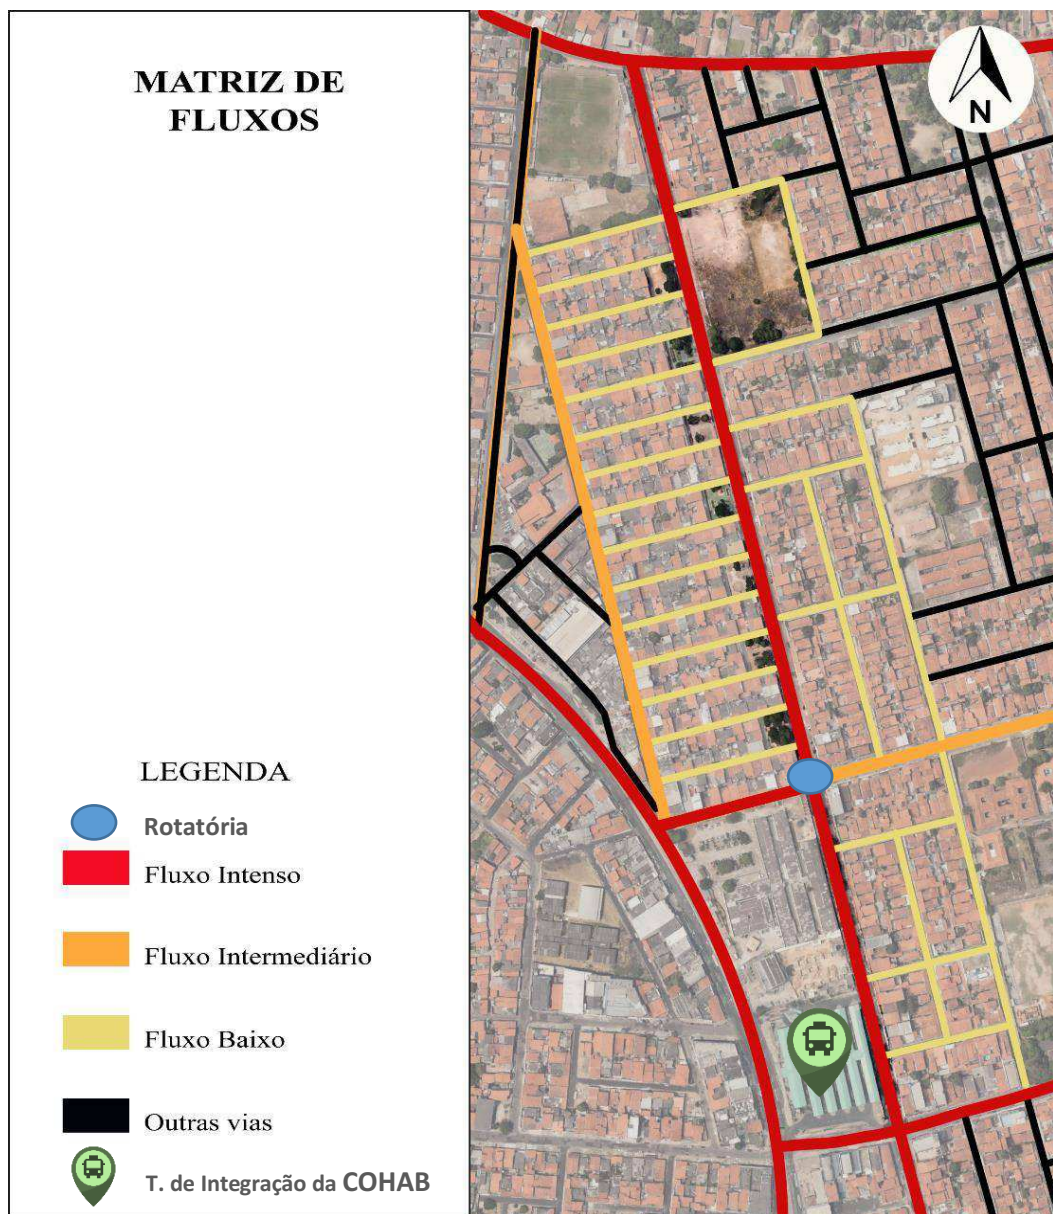 MATRIZ DE
FLUXOS
N
LEGENDA
Rotatória
Fluxo Intenso
Fluxo Intermediário
Fluxo Baixo
Outras vias
T. de Integração da COHAB